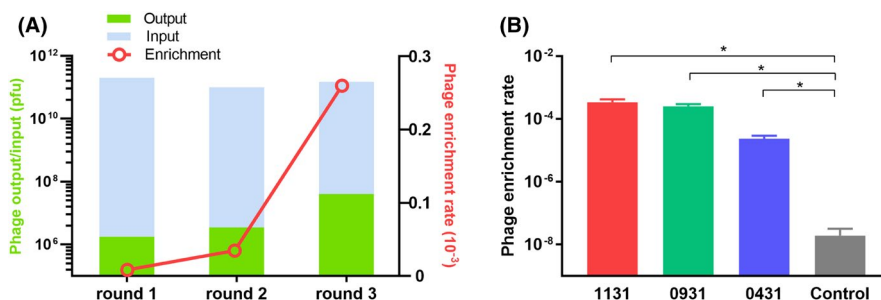 (A)
Output
Input
Enrichment
Phage output/input (pfu)
10^12
10^10
10^8
10^6
0.3
0.2
0.1
0
Phage enrichment rate (10^-3)
round 1
round 2
round 3
(B)
*
*
*
Phage enrichment rate
10^-2
10^-4
10^-6
10^-8
1131
0931
0431
Control